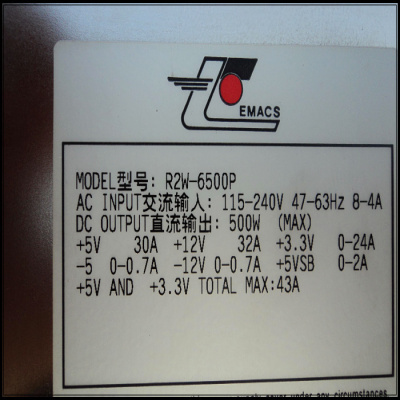 EMACS
MODEL型号: R2W-6500P
AC INPUT交流输入: 115-240V 47-63Hz 8-4A
DC OUTPUT直流输出: 500W (MAX)
+5V 30A +12V 32A +3.3V 0-24A
-5 0-0.7A -12V 0-0.7A +5VSB 0-2A
+5V AND +3.3V TOTAL MAX:43A
under any circumstances.